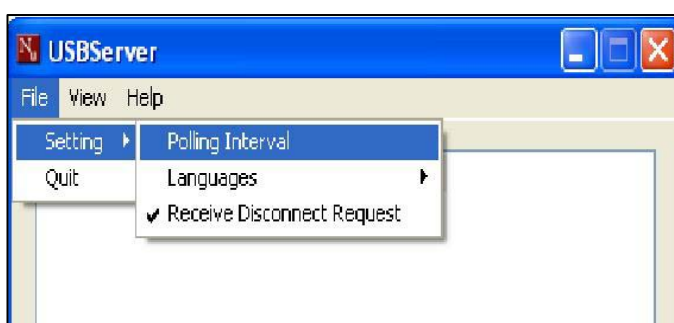 USBServer
File View Help
Setting Polling Interval
Quit Languages
Receive Disconnect Request